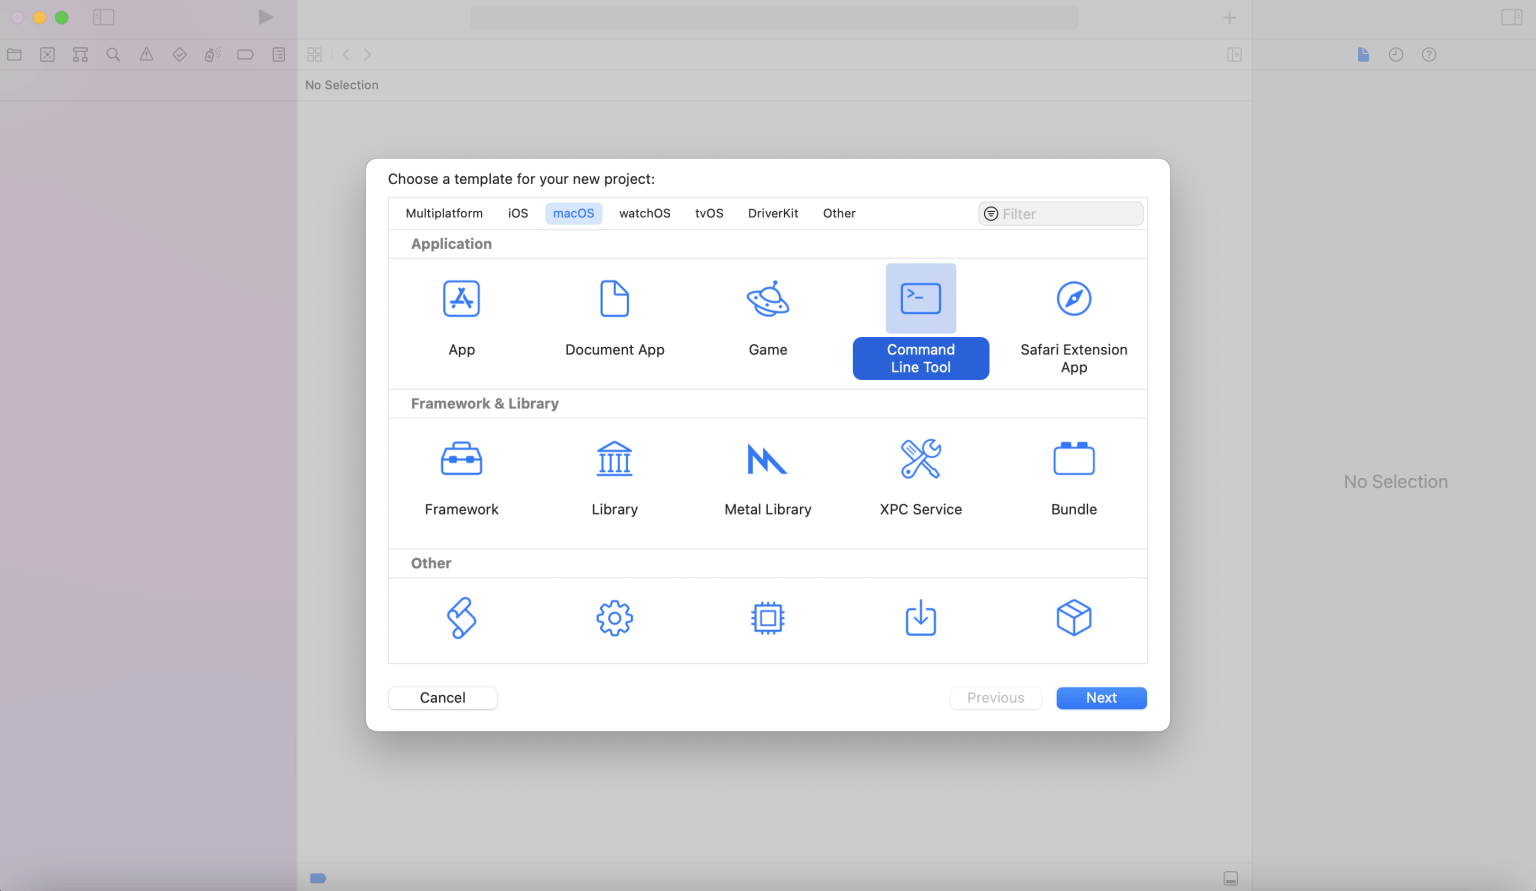 No Selection
Choose a template for your new project:
Multiplatform iOS macOS watchOS tvOS DriverKit Other Filter
Application
App Document App Game Command Line Tool Safari Extension App
Framework & Library
Framework Library Metal Library XPC Service Bundle
No Selection
Other
Cancel Previous Next